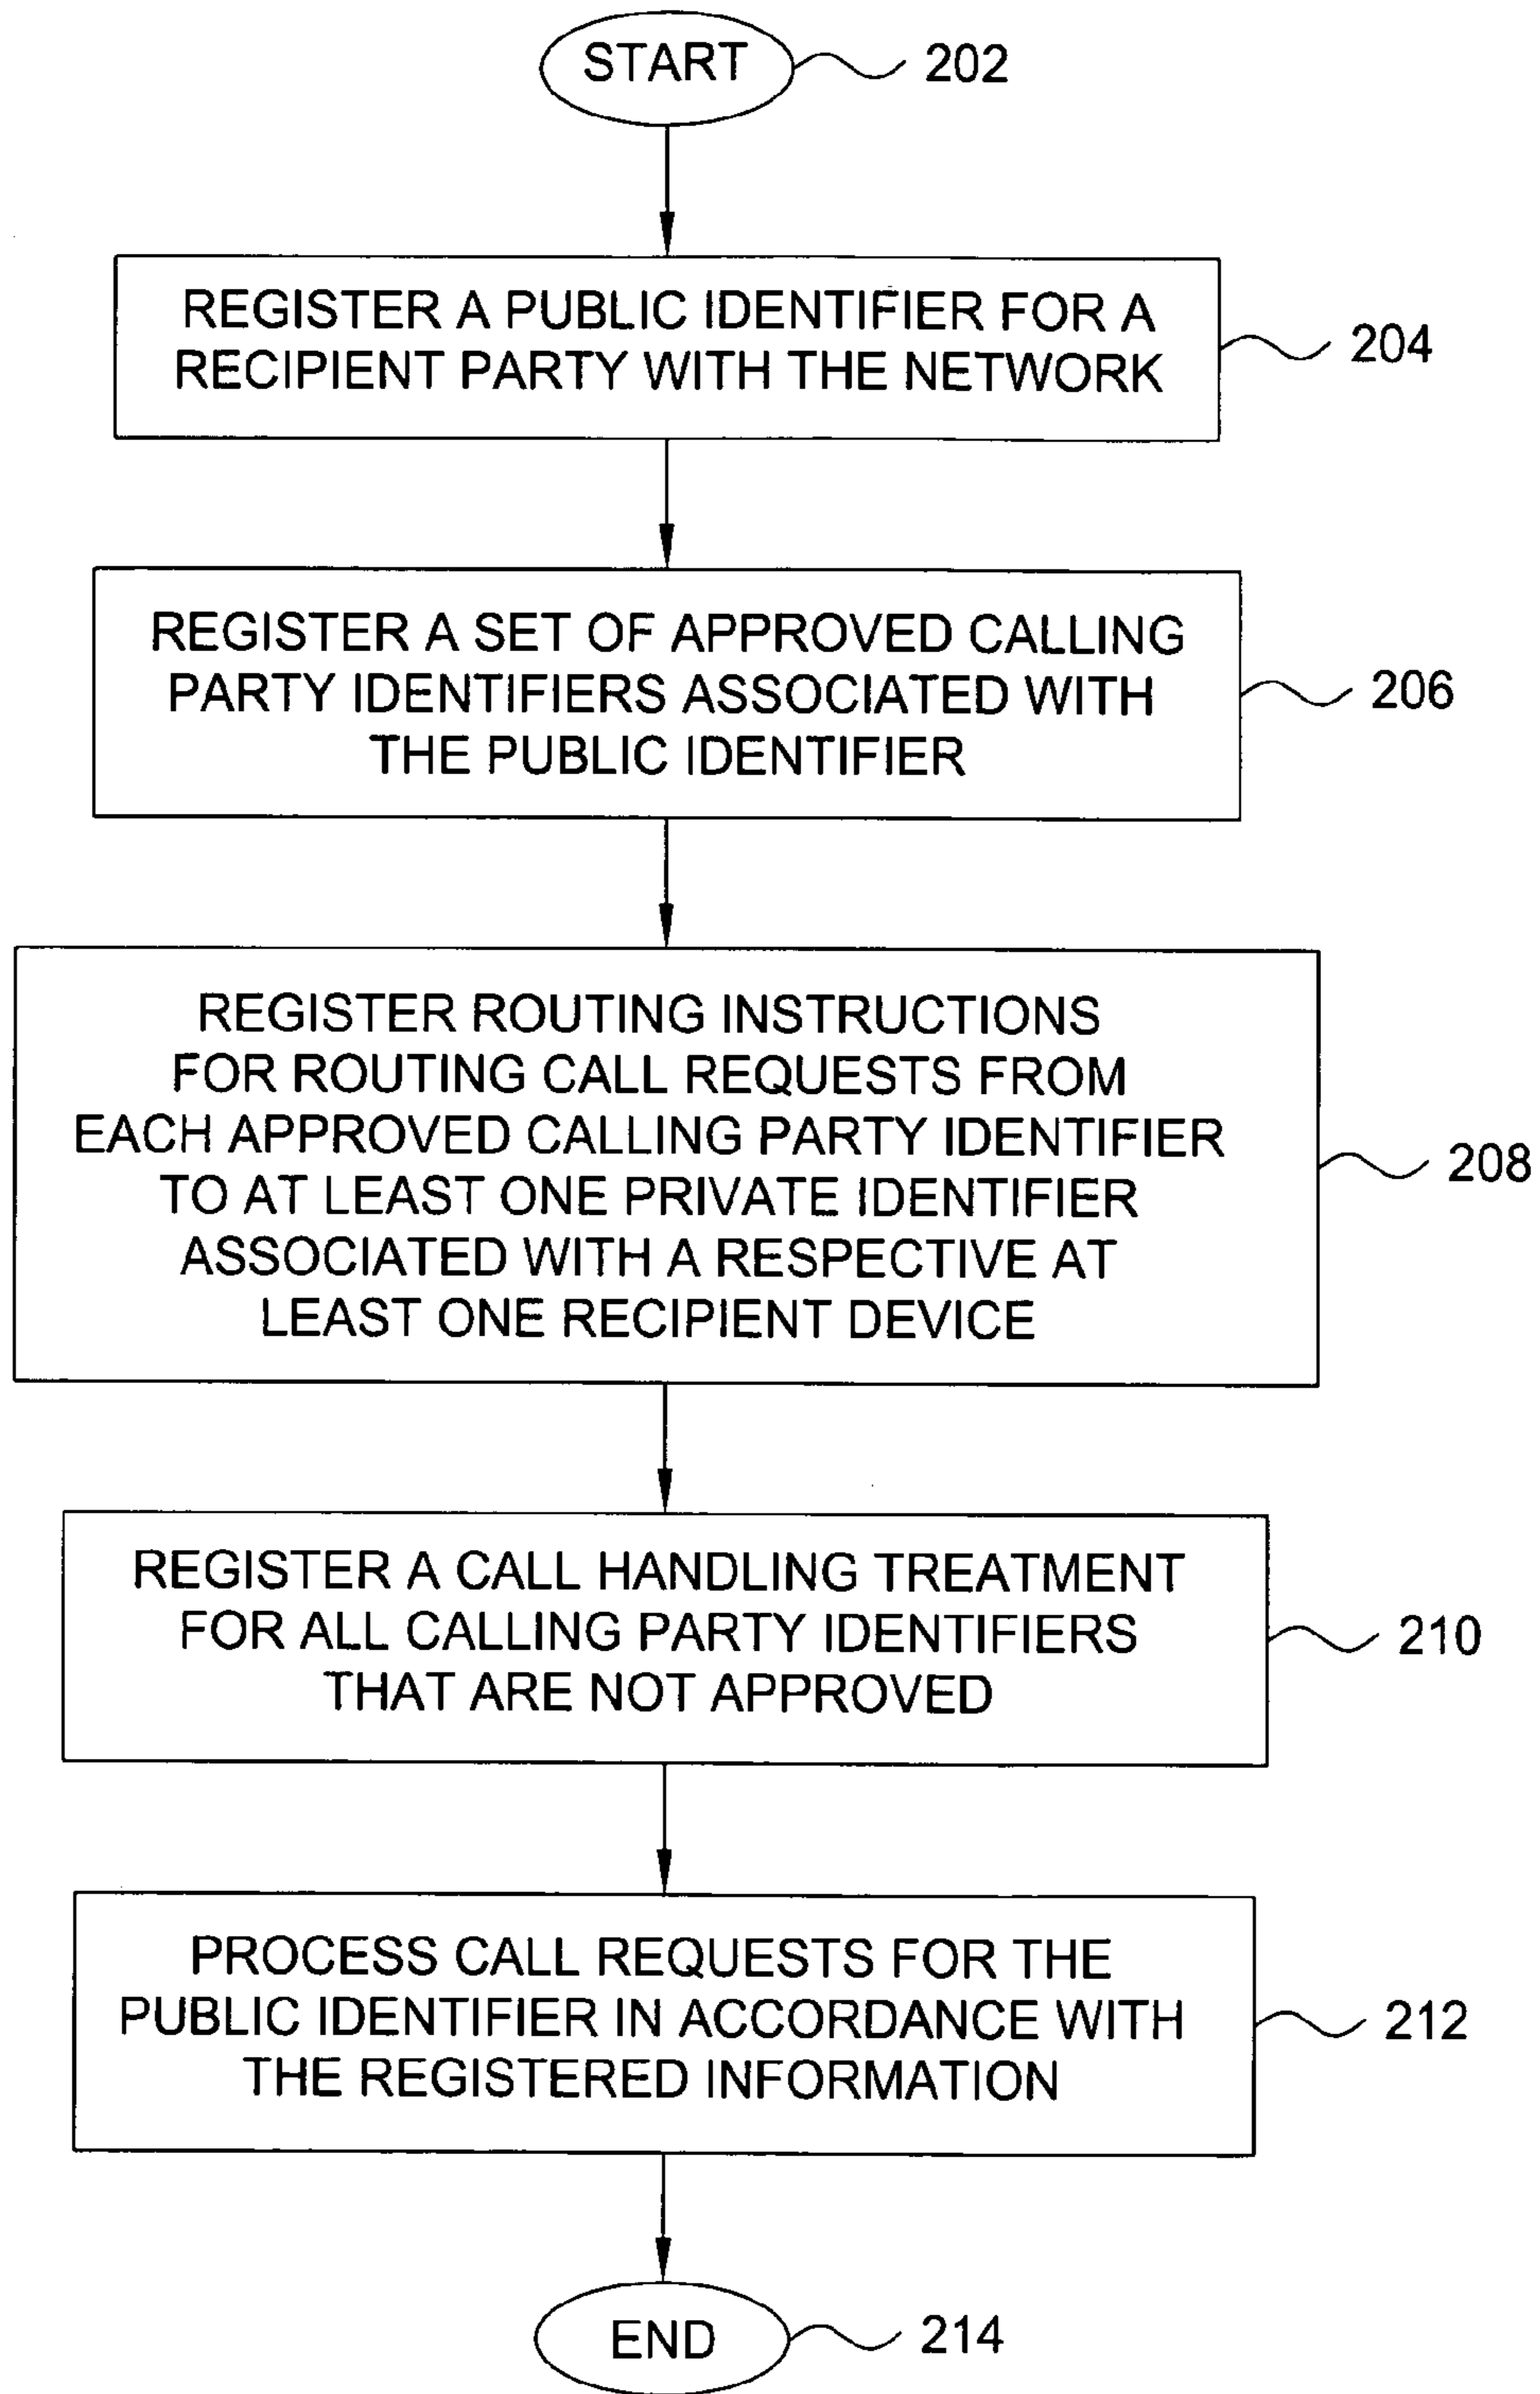 START
202
REGISTER A PUBLIC IDENTIFIER FOR A
RECIPIENT PARTY WITH THE NETWORK
204
REGISTER A SET OF APPROVED CALLING
PARTY IDENTIFIERS ASSOCIATED WITH
THE PUBLIC IDENTIFIER
206
REGISTER ROUTING INSTRUCTIONS
FOR ROUTING CALL REQUESTS FROM
EACH APPROVED CALLING PARTY IDENTIFIER
TO AT LEAST ONE PRIVATE IDENTIFIER
ASSOCIATED WITH A RESPECTIVE AT
LEAST ONE RECIPIENT DEVICE
208
REGISTER A CALL HANDLING TREATMENT
FOR ALL CALLING PARTY IDENTIFIERS
THAT ARE NOT APPROVED
210
PROCESS CALL REQUESTS FOR THE
PUBLIC IDENTIFIER IN ACCORDANCE WITH
THE REGISTERED INFORMATION
212
END
214